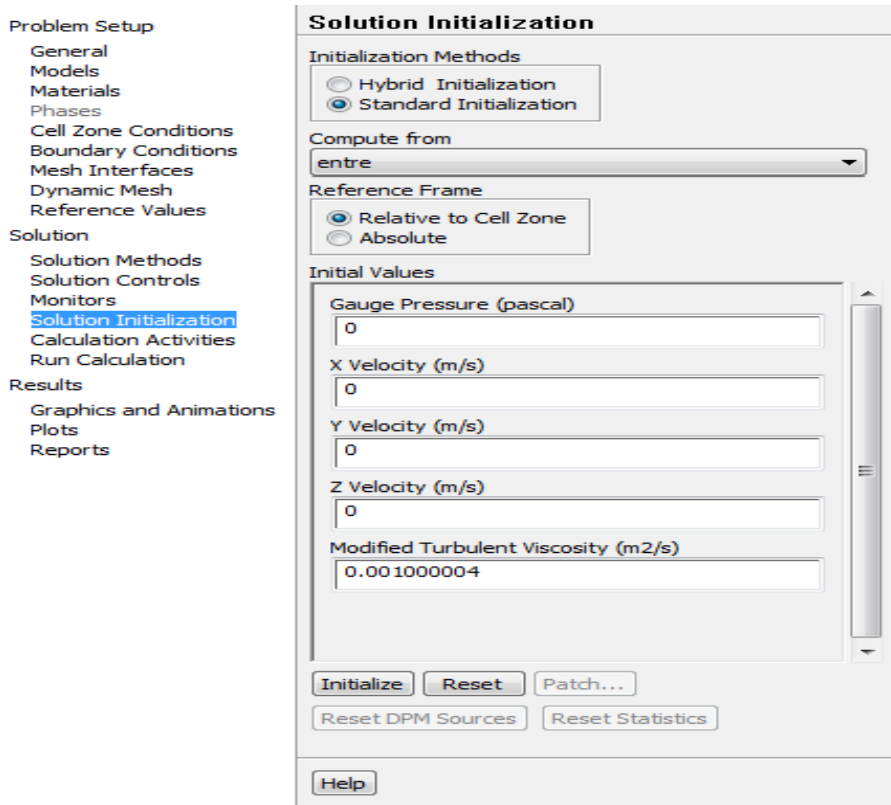 Problem Setup
General
Models
Materials
Phases
Cell Zone Conditions
Boundary Conditions
Mesh Interfaces
Dynamic Mesh
Reference Values
Solution
Solution Methods
Solution Controls
Monitors
Solution Initialization
Calculation Activities
Run Calculation
Results
Graphics and Animations
Plots
Reports
Solution Initialization
Initialization Methods
Hybrid Initialization
Standard Initialization
Compute from
entre
Reference Frame
Relative to Cell Zone
Absolute
Initial Values
Gauge Pressure (pascal)
0
X Velocity (m/s)
0
Y Velocity (m/s)
0
Z Velocity (m/s)
0
Modified Turbulent Viscosity (m2/s)
0.001000004
Initialize Reset Patch...
Reset DPM Sources Reset Statistics
Help